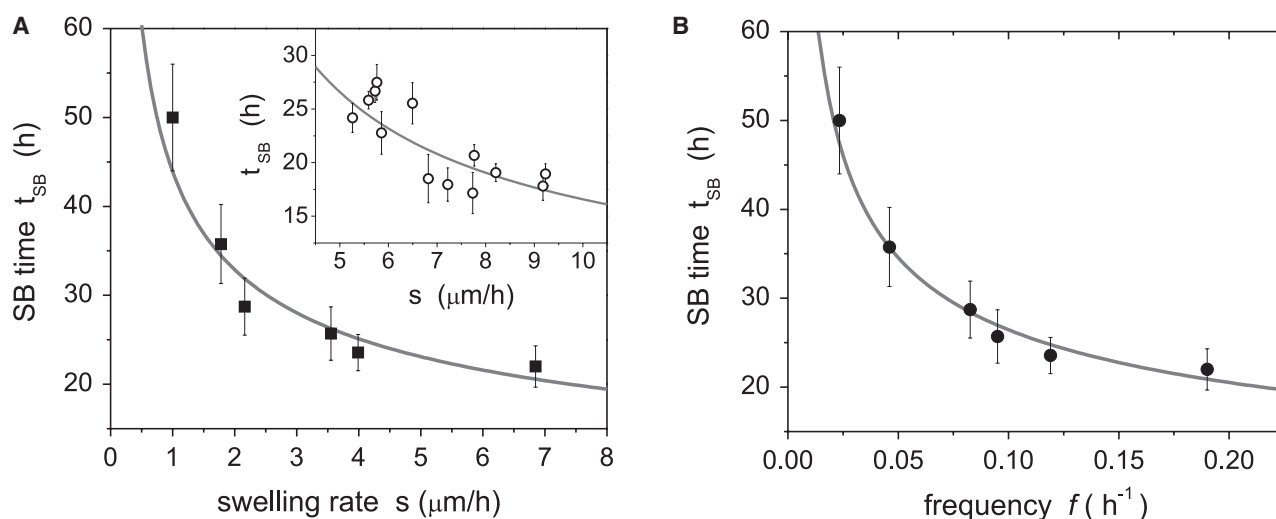 A
60
50
40
30
20
SB time t_SB (h)
0 1 2 3 4 5 6 7 8
swelling rate s (μm/h)
30
25
20
15
t_SB (h)
5 6 7 8 9 10
s (μm/h)
B
60
50
40
30
20
SB time t_SB (h)
0.00 0.05 0.10 0.15 0.20
frequency f ( h⁻¹)